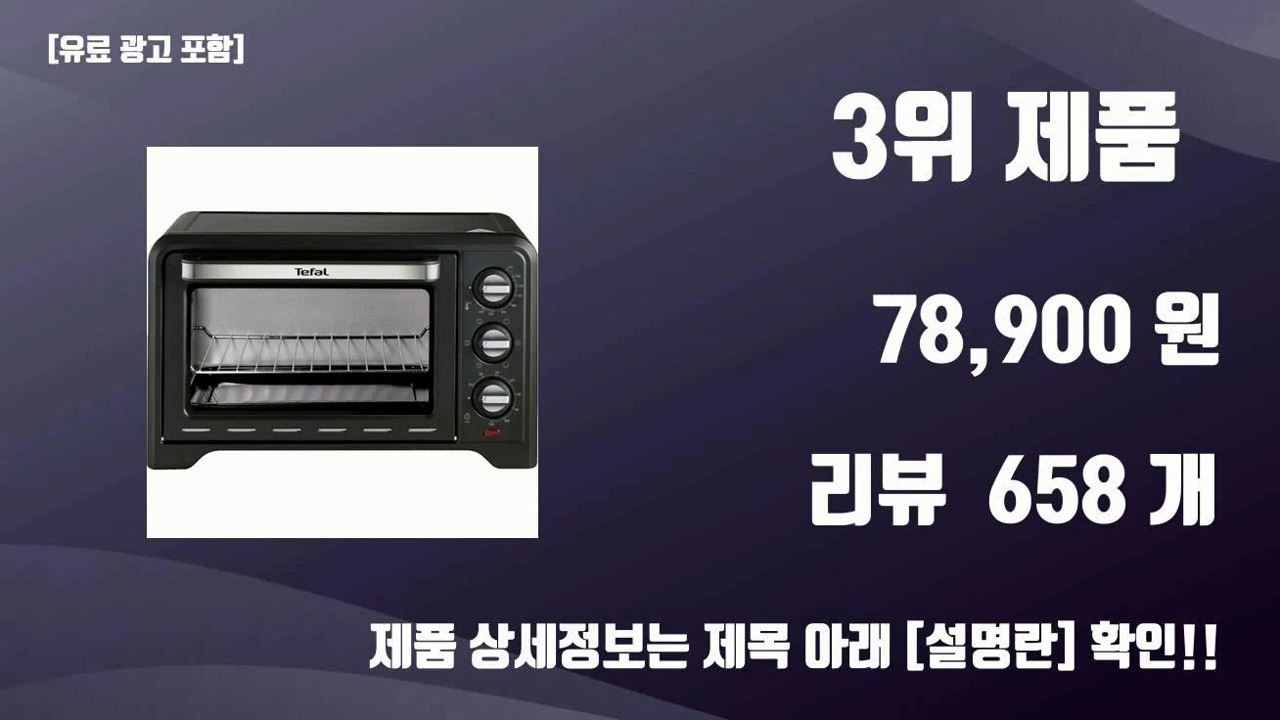 [유료 광고 포함]
3위 제품
Tefal
78,900 원
리뷰 658 개
제품 상세정보는 제목 아래 [설명란] 확인!!